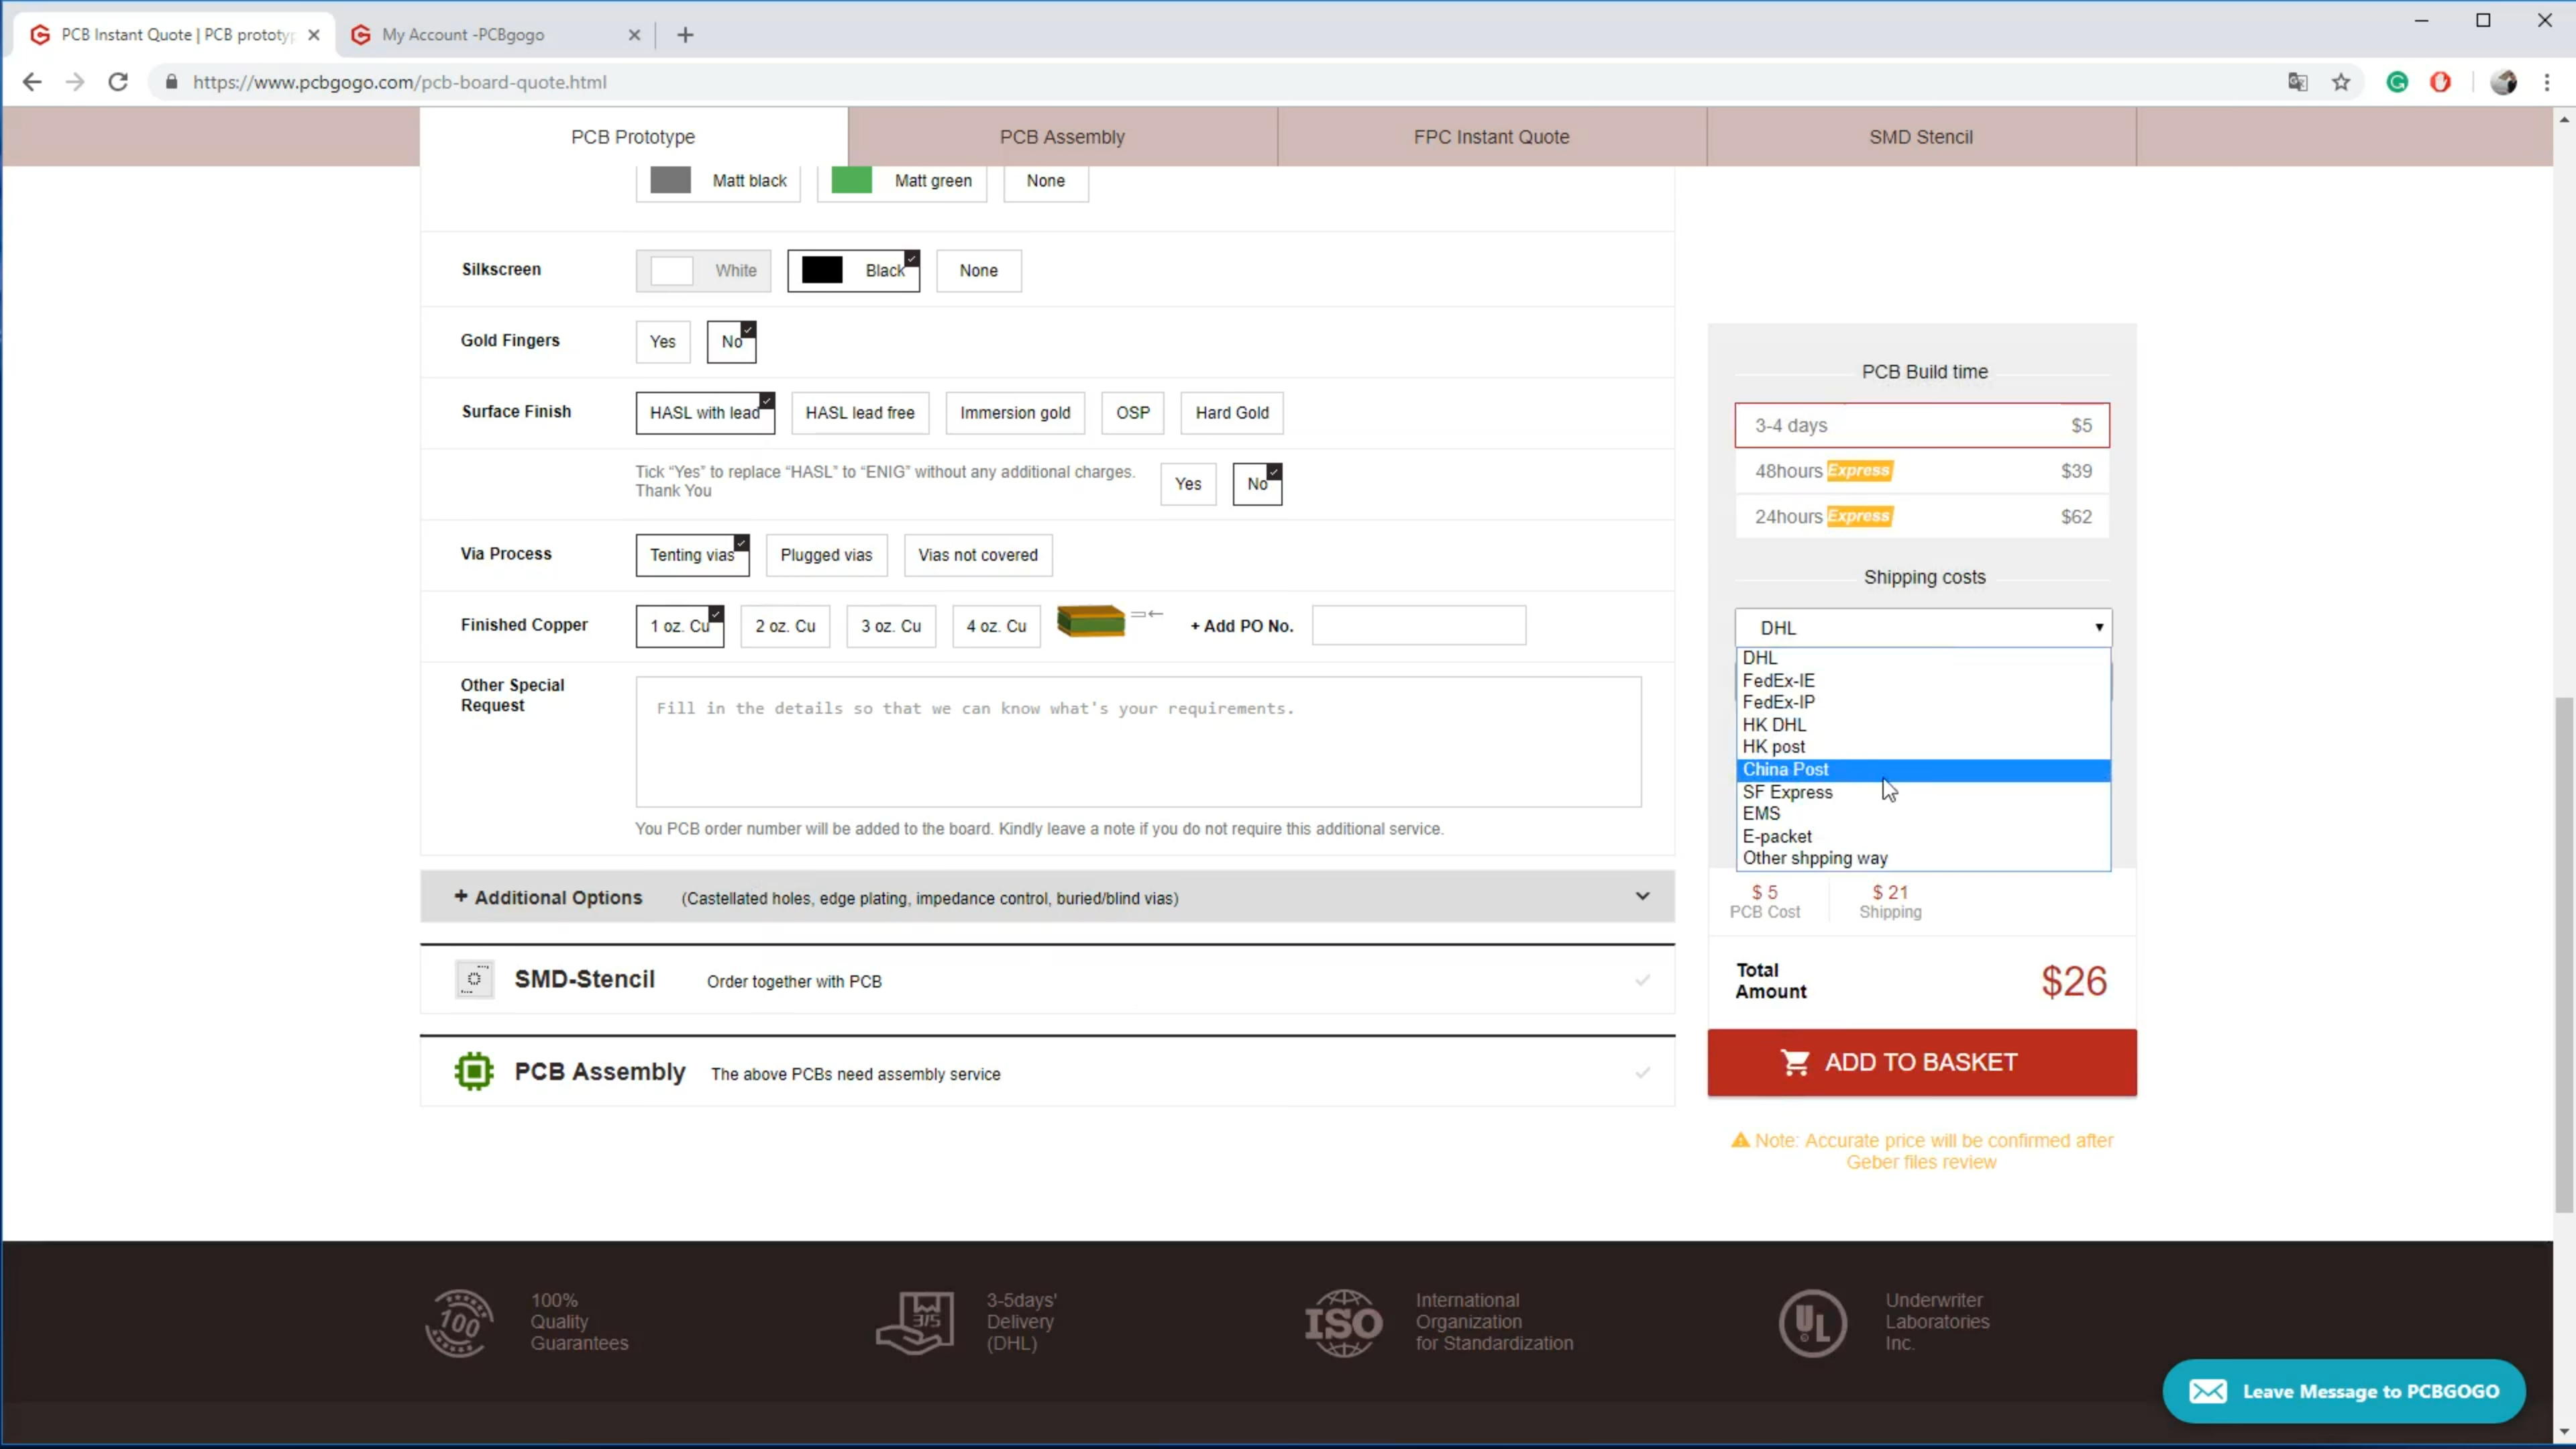 PCB Instant Quote | PCB prototyp
My Account -PCBgogo
https://www.pcbgogo.com/pcb-board-quote.html
PCB Prototype
PCB Assembly
FPC Instant Quote
SMD Stencil
Matt black
Matt green
None
Silkscreen
White
Black
None
Gold Fingers
Yes
No
Surface Finish
HASL with lead
HASL lead free
Immersion gold
OSP
Hard Gold
Tick “Yes” to replace “HASL” to “ENIG” without any additional charges.
Thank You
Yes
No
Via Process
Tenting vias
Plugged vias
Vias not covered
Finished Copper
1 oz. Cu
2 oz. Cu
3 oz. Cu
4 oz. Cu
+ Add PO No.
Other Special
Request
Fill in the details so that we can know what's your requirements.
You PCB order number will be added to the board. Kindly leave a note if you do not require this additional service.
+ Additional Options
(Castellated holes, edge plating, impedance control, buried/blind vias)
SMD-Stencil
Order together with PCB
PCB Assembly
The above PCBs need assembly service
PCB Build time
3-4 days $5
48hours Express $39
24hours Express $62
Shipping costs
DHL
DHL
FedEx-IE
FedEx-IP
HK DHL
HK post
China Post
SF Express
EMS
E-packet
Other shpping way
$ 5
PCB Cost
$ 21
Shipping
Total
Amount
$26
ADD TO BASKET
Note: Accurate price will be confirmed after
Geber files review
100
100%
Quality
Guarantees
3/5
3-5days'
Delivery
(DHL)
ISO
International
Organization
for Standardization
UL
Underwriter
Laboratories
Inc.
Leave Message to PCBGOGO